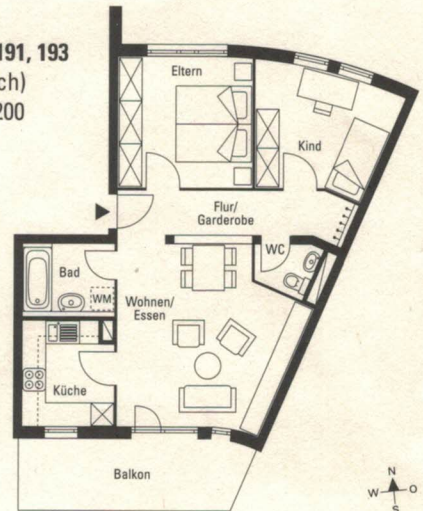 191, 193
ch)
200
Eltern
Kind
Flur/
Garderobe
WC
Bad
WM
Wohnen/
Essen
Küche
Balkon
N
W O
S